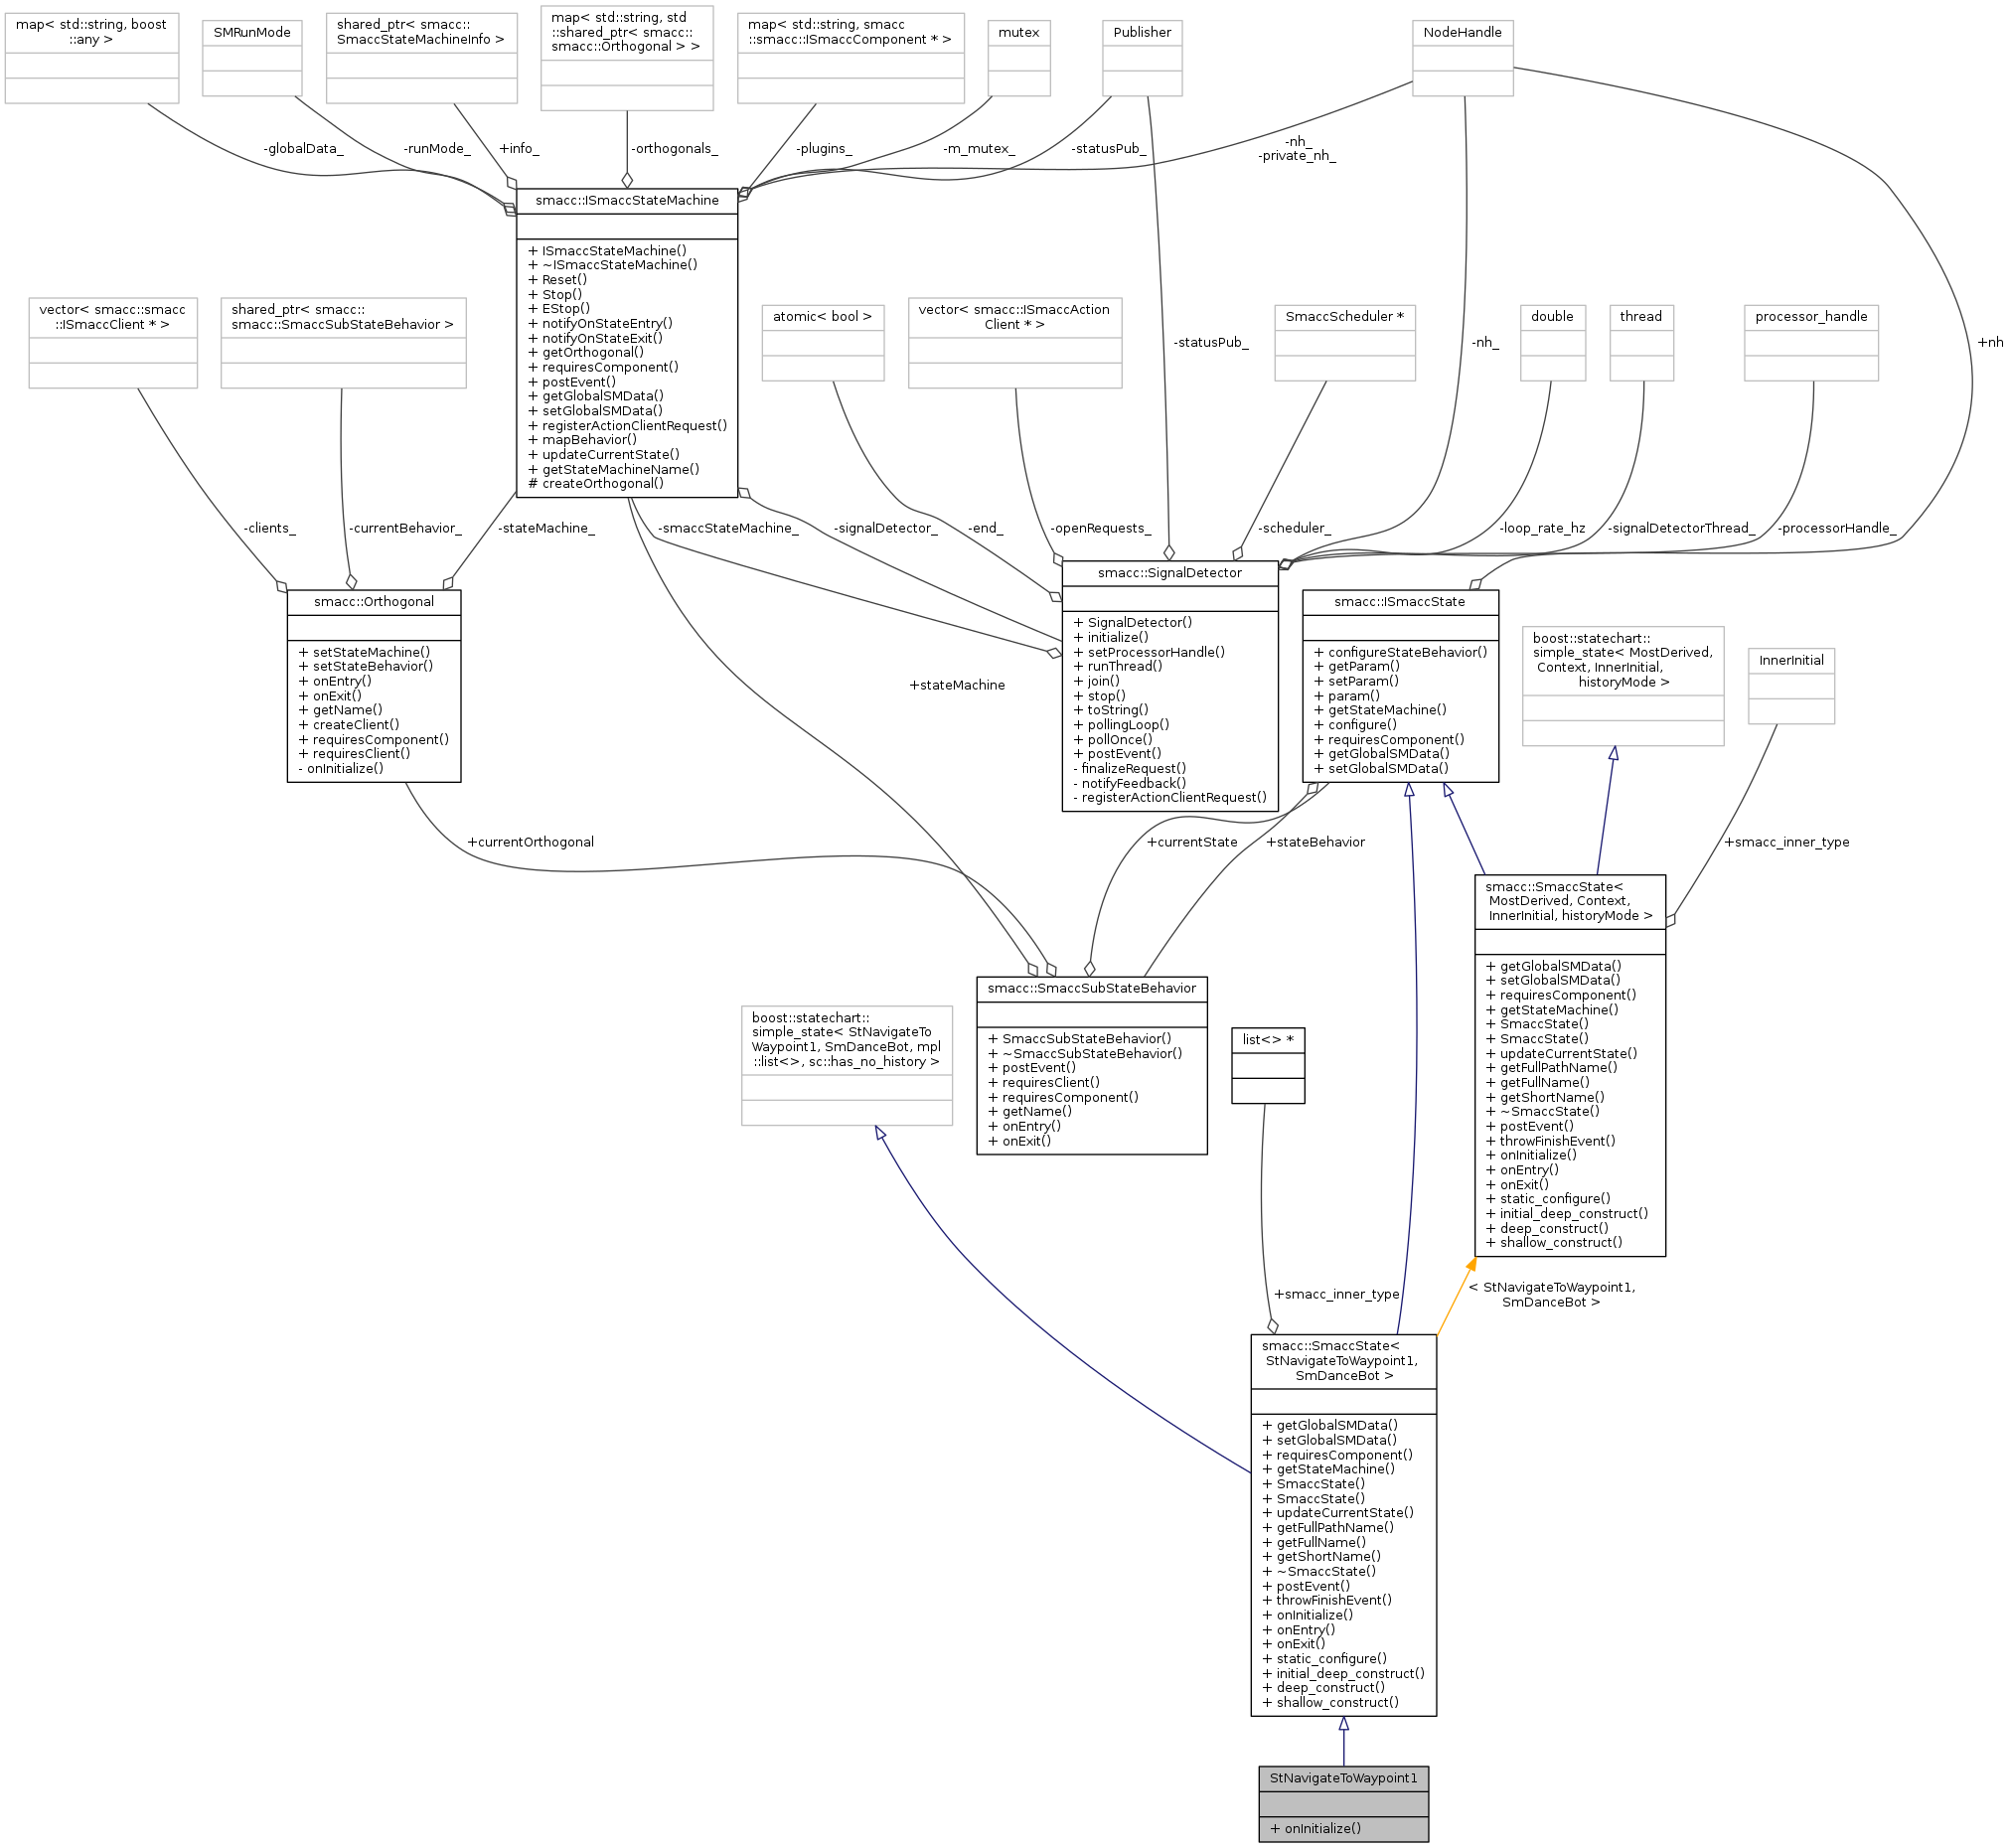 map< std::string, boost
::any >
SMRunMode
shared_ptr< smacc::
SmaccStateMachineInfo >
map< std::string, std
::shared_ptr< smacc::
smacc::Orthogonal > >
map< std::string, smacc
::smacc::ISmaccComponent * >
mutex
Publisher
NodeHandle
-globalData_
-runMode_
+info_
-orthogonals_
-plugins_
-m_mutex_
-statusPub_
-nh_
-private_nh_
smacc::ISmaccStateMachine
+ ISmaccStateMachine()
+ ~ISmaccStateMachine()
+ Reset()
+ Stop()
+ EStop()
+ notifyOnStateEntry()
+ notifyOnStateExit()
+ getOrthogonal()
+ requiresComponent()
+ postEvent()
+ getGlobalSMData()
+ setGlobalSMData()
+ registerActionClientRequest()
+ mapBehavior()
+ updateCurrentState()
+ getStateMachineName()
# createOrthogonal()
vector< smacc::smacc
::ISmaccClient * >
shared_ptr< smacc::
smacc::SmaccSubStateBehavior >
atomic< bool >
vector< smacc::ISmaccAction
Client * >
SmaccScheduler *
double
thread
processor_handle
-statusPub_
-nh_
+nh
-clients_
-currentBehavior_
-stateMachine_
-smaccStateMachine_
-signalDetector_
-end_
-openRequests_
-scheduler_
-loop_rate_hz
-signalDetectorThread_
-processorHandle_
smacc::Orthogonal
+ setStateMachine()
+ setStateBehavior()
+ onEntry()
+ onExit()
+ getName()
+ createClient()
+ requiresComponent()
+ requiresClient()
- onInitialize()
smacc::SignalDetector
+ SignalDetector()
+ initialize()
+ setProcessorHandle()
+ runThread()
+ join()
+ stop()
+ toString()
+ pollingLoop()
+ pollOnce()
+ postEvent()
- finalizeRequest()
- notifyFeedback()
- registerActionClientRequest()
smacc::ISmaccState
+ configureStateBehavior()
+ getParam()
+ setParam()
+ param()
+ getStateMachine()
+ configure()
+ requiresComponent()
+ getGlobalSMData()
+ setGlobalSMData()
boost::statechart::
simple_state< MostDerived,
Context, InnerInitial,
historyMode >
InnerInitial
+stateMachine
+currentOrthogonal
+currentState
+stateBehavior
+smacc_inner_type
smacc::SmaccState<
MostDerived, Context,
InnerInitial, historyMode >
+ getGlobalSMData()
+ setGlobalSMData()
+ requiresComponent()
+ getStateMachine()
+ SmaccState()
+ SmaccState()
+ updateCurrentState()
+ getFullPathName()
+ getFullName()
+ getShortName()
+ ~SmaccState()
+ postEvent()
+ throwFinishEvent()
+ onInitialize()
+ onEntry()
+ onExit()
+ static_configure()
+ initial_deep_construct()
+ deep_construct()
+ shallow_construct()
smacc::SmaccSubStateBehavior
+ SmaccSubStateBehavior()
+ ~SmaccSubStateBehavior()
+ postEvent()
+ requiresClient()
+ requiresComponent()
+ getName()
+ onEntry()
+ onExit()
boost::statechart::
simple_state< StNavigateTo
Waypoint1, SmDanceBot, mpl
::list<>, sc::has_no_history >
list<> *
+smacc_inner_type
< StNavigateToWaypoint1,
SmDanceBot >
smacc::SmaccState<
StNavigateToWaypoint1,
SmDanceBot >
+ getGlobalSMData()
+ setGlobalSMData()
+ requiresComponent()
+ getStateMachine()
+ SmaccState()
+ SmaccState()
+ updateCurrentState()
+ getFullPathName()
+ getFullName()
+ getShortName()
+ ~SmaccState()
+ postEvent()
+ throwFinishEvent()
+ onInitialize()
+ onEntry()
+ onExit()
+ static_configure()
+ initial_deep_construct()
+ deep_construct()
+ shallow_construct()
StNavigateToWaypoint1
+ onInitialize()